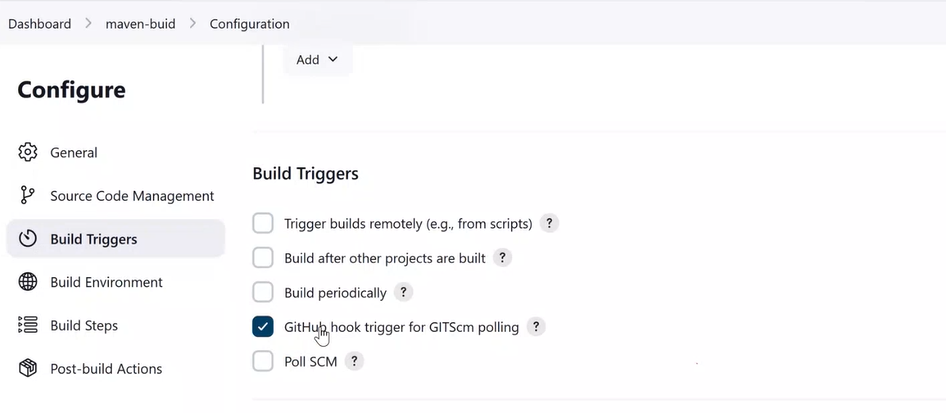 Dashboard > maven-buid > Configuration
Add
Configure
General
Source Code Management
Build Triggers
Build Environment
Build Steps
Post-build Actions
Build Triggers
Trigger builds remotely (e.g., from scripts) ?
Build after other projects are built ?
Build periodically ?
GitHub hook trigger for GITScm polling ?
Poll SCM ?